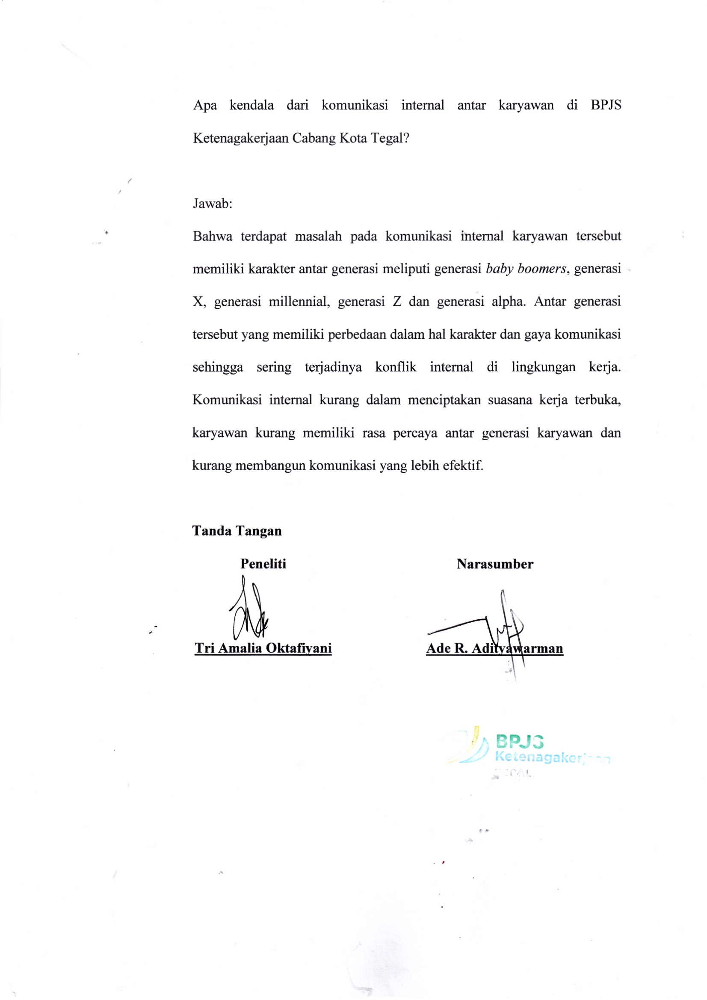 Apa kendala dari komunikasi internal antar karyawan di BPJS
Ketenagakerjaan Cabang Kota Tegal?
Jawab:
Bahwa terdapat masalah pada komunikasi internal karyawan tersebut
memiliki karakter antar generasi meliputi generasi baby boomers, generasi
X, generasi millennial, generasi Z dan generasi alpha. Antar generasi
tersebut yang memiliki perbedaan dalam hal karakter dan gaya komunikasi
sehingga sering terjadinya konflik internal di lingkungan kerja.
Komunikasi internal kurang dalam menciptakan suasana kerja terbuka,
karyawan kurang memiliki rasa percaya antar generasi karyawan dan
kurang membangun komunikasi yang lebih efektif.
Tanda Tangan
Peneliti Narasumber
Tri Amalia Oktafiyani Ade R. Adityawarman
BPJS
Ketenagakerjaan
TEGAL